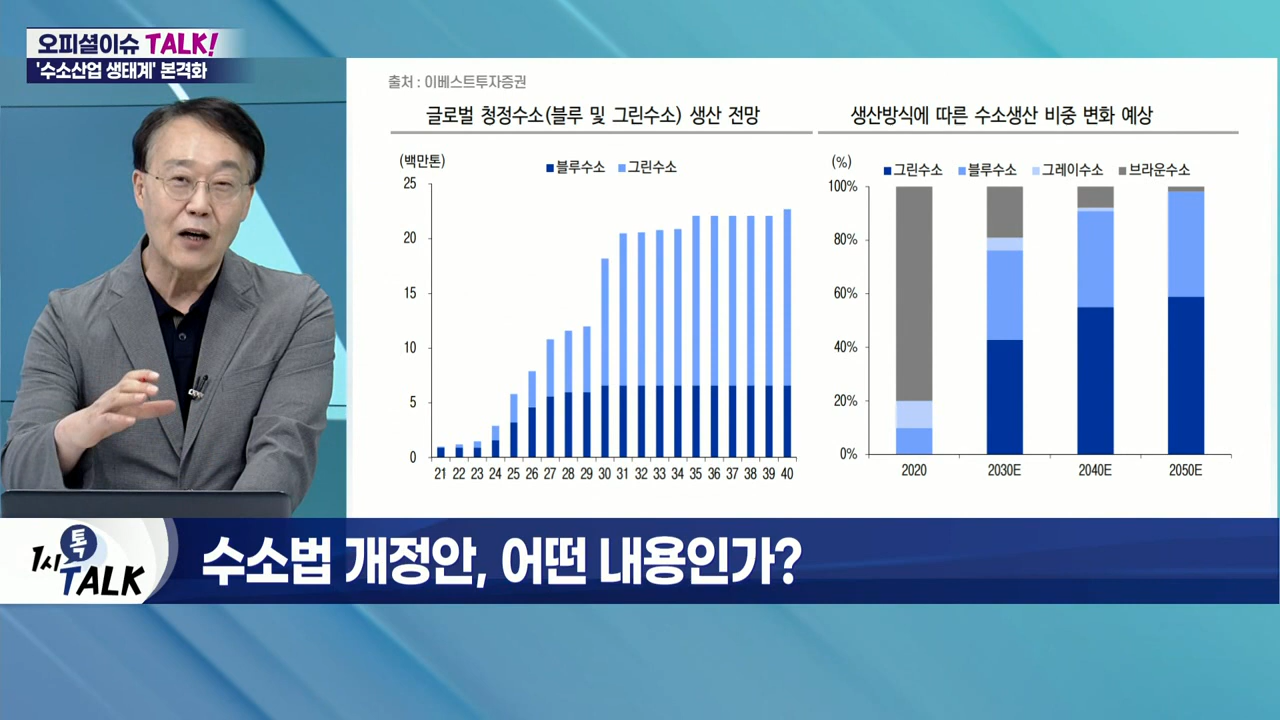 오피셜이슈 TALK!
'수소산업 생태계' 본격화
출처 : 이베스트투자증권
글로벌 청정수소(블루 및 그린수소) 생산 전망
(백만톤)
블루수소 그린수소
25
20
15
10
5
0
21 22 23 24 25 26 27 28 29 30 31 32 33 34 35 36 37 38 39 40
생산방식에 따른 수소생산 비중 변화 예상
(%)
그린수소 블루수소 그레이수소 브라운수소
100%
80%
60%
40%
20%
0%
2020 2030E 2040E 2050E
1시 톡 TALK
수소법 개정안, 어떤 내용인가?